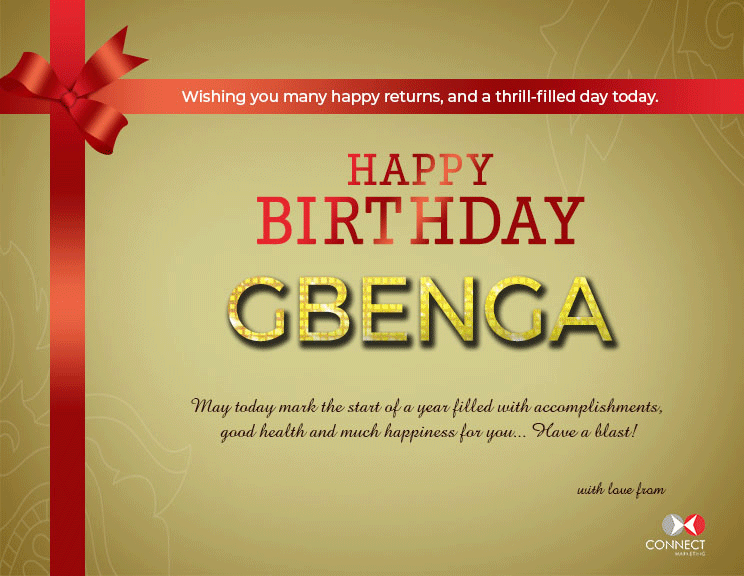 Wishing you many happy returns, and a thrill-filled day today.
HAPPY
BIRTHDAY
GBENGA
May today mark the start of a year filled with accomplishments,
good health and much happiness for you... Have a blast!
with love from
CONNECT
MARKETING